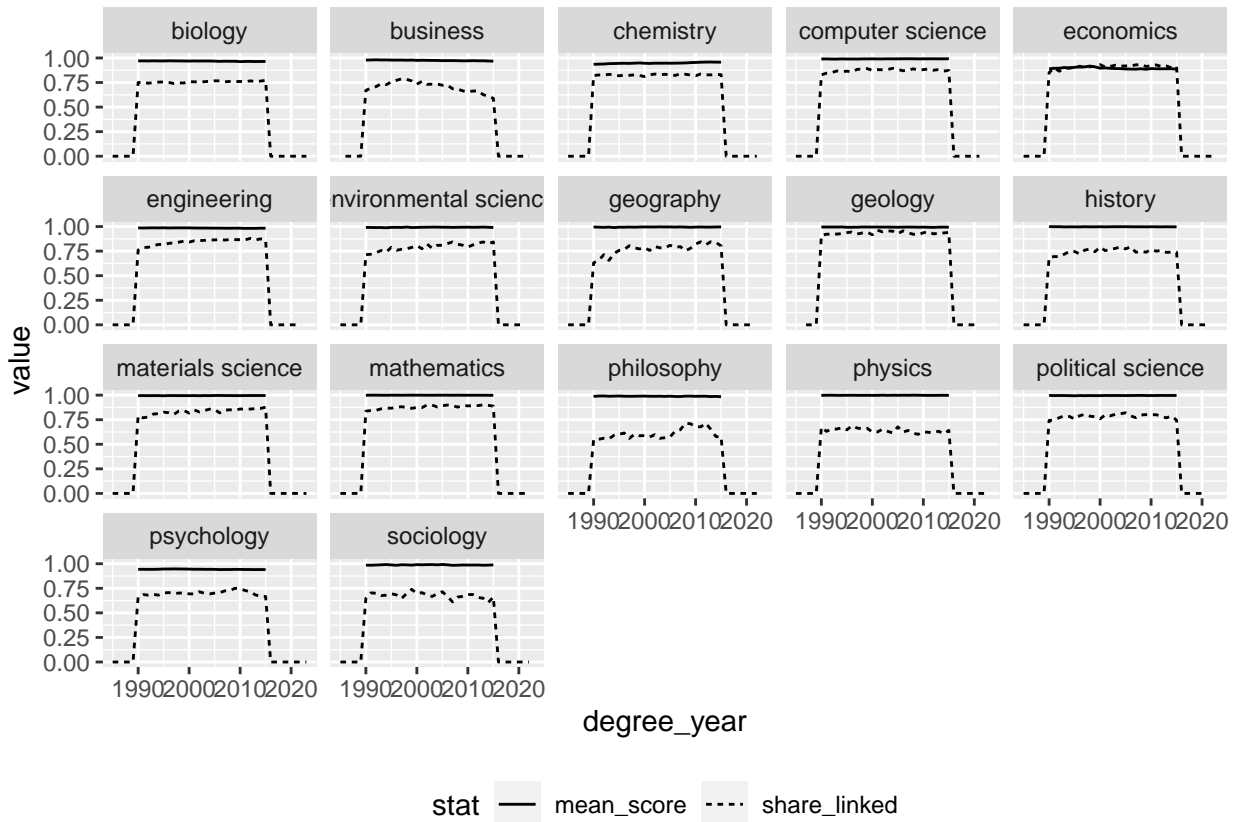 biology business chemistry computer science economics
1.00
0.75
0.50
0.25
0.00
engineering nvironmental scienc geography geology history
1.00
0.75
0.50
0.25
0.00
materials science mathematics philosophy physics political science
1.00
0.75
0.50
0.25
0.00
1990 2000 2010 2020 1990 2000 2010 2020 1990 2000 2010 2020
psychology sociology
1.00
0.75
0.50
0.25
0.00
1990 2000 2010 2020 1990 2000 2010 2020
value
degree_year
stat mean_score share_linked